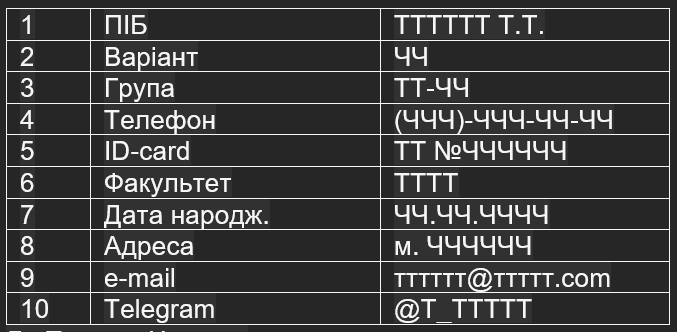 1 ПІБ ТТТТТТ Т.Т.
2 Варіант ЧЧ
3 Група ТТ-ЧЧ
4 Телефон (ЧЧЧ)-ЧЧЧ-ЧЧ-ЧЧ
5 ID-card ТТ №ЧЧЧЧЧЧ
6 Факультет ТТТТ
7 Дата народж. ЧЧ.ЧЧ.ЧЧЧЧ
8 Адреса м. ЧЧЧЧЧЧ
9 e-mail тттттт@ттттт.com
10 Telegram @Т_ТТТТТ